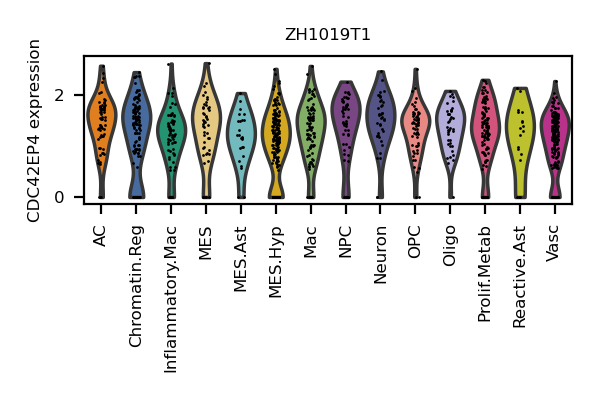 ZH1019T1
CDC42EP4 expression
2
0
AC
Chromatin.Reg
Inflammatory.Mac
MES
MES.Ast
MES.Hyp
Mac
NPC
Neuron
OPC
Oligo
Prolif.Metab
Reactive.Ast
Vasc